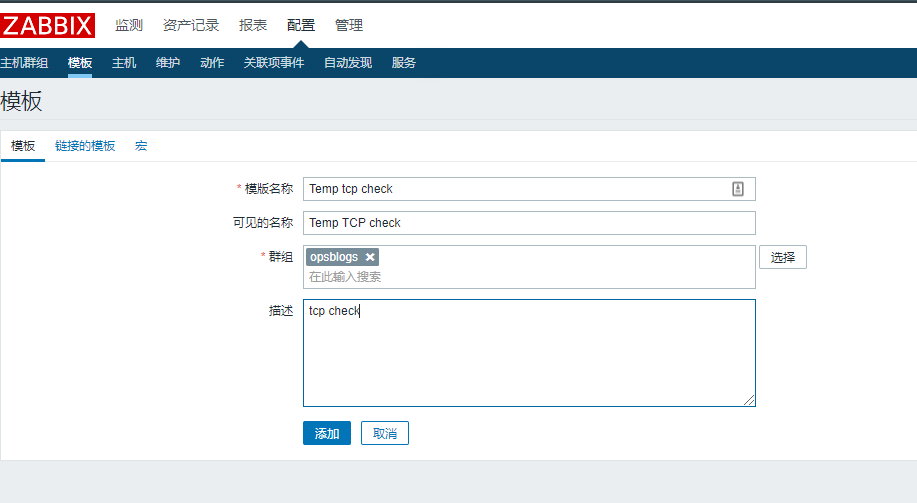 ZABBIX 监测 资产记录 报表 配置 管理
主机群组 模板 主机 维护 动作 关联项事件 自动发现 服务
模板
模板 链接的模板 宏
* 模版名称 Temp tcp check
可见的名称 Temp TCP check
* 群组 opsblogs ✖ 选择
在此输入搜索
描述 tcp check
添加 取消